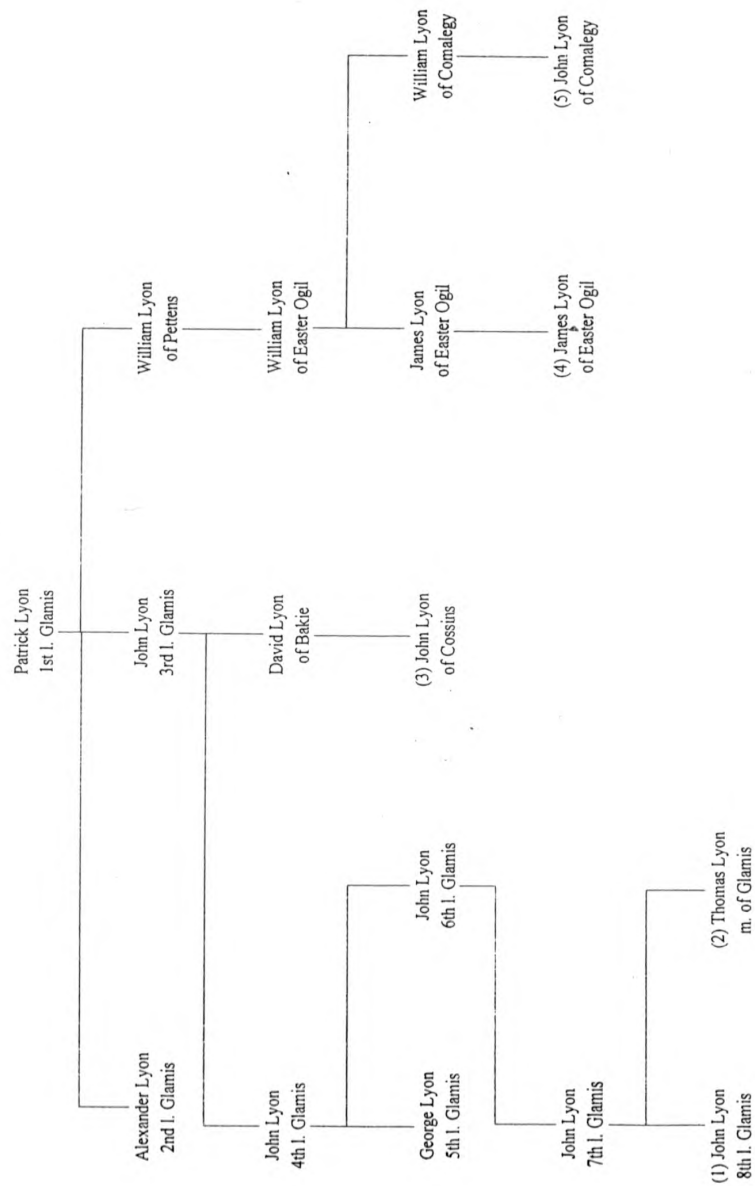 Patrick Lyon
1st l. Glamis
Alexander Lyon
2nd l. Glamis
John Lyon
3rd l. Glamis
William Lyon
of Pettens
John Lyon
4th l. Glamis
David Lyon
of Bakie
William Lyon
of Easter Ogil
George Lyon
5th l. Glamis
John Lyon
6th l. Glamis
(3) John Lyon
of Cossins
James Lyon
of Easter Ogil
William Lyon
of Comalegy
John Lyon
7th l. Glamis
(4) James Lyon
of Easter Ogil
(5) John Lyon
of Comalegy
(1) John Lyon
8th l. Glamis
(2) Thomas Lyon
m. of Glamis